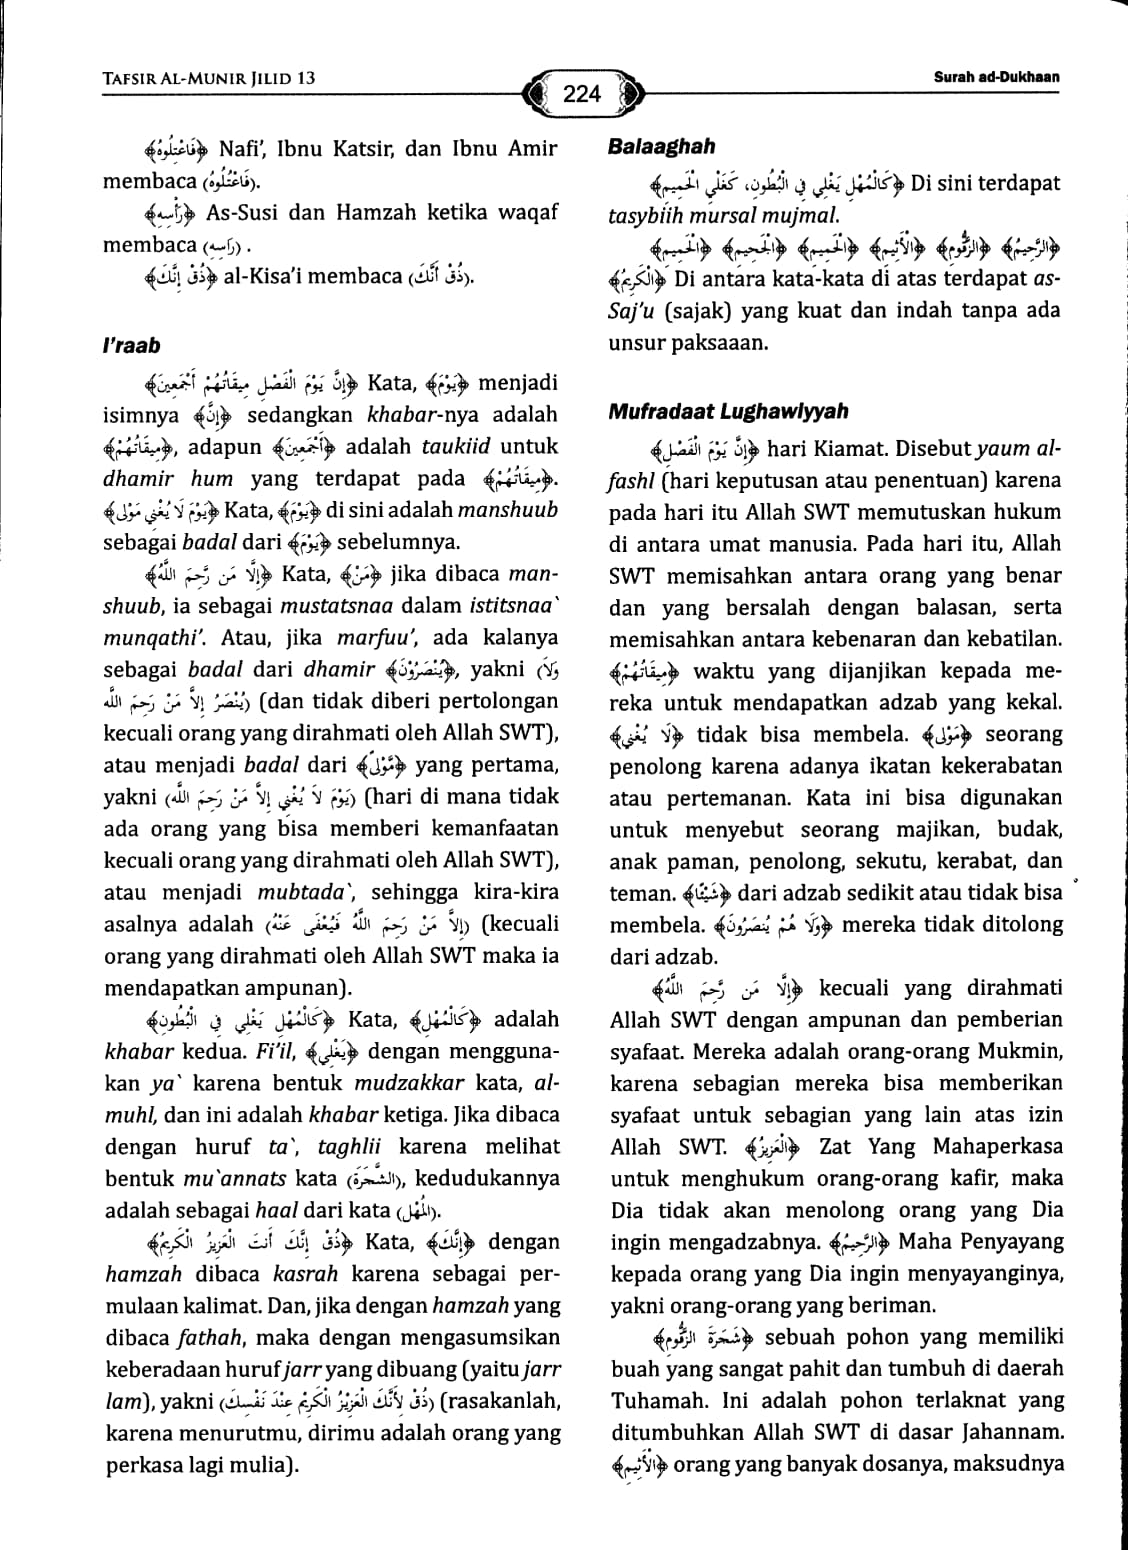 TAFSIR AL-MUNIR JILID 13
224
Surah ad-Dukhaan
﴿فَاعْتِلُوهُ﴾ Nafi’, Ibnu Katsir, dan Ibnu Amir
membaca (فَاعْتُلُوهُ).
﴿رَأْسِهِ﴾ As-Susi dan Hamzah ketika waqaf
membaca (رَاسِهِ) .
﴿ذُقْ إِنَّكَ﴾ al-Kisa’i membaca (ذُقْ أَنَّكَ).
I’raab
﴿إِنَّ يَوْمَ الْفَصْلِ مِيقَاتُهُمْ أَجْمَعِينَ﴾ Kata, ﴿يَوْمَ﴾ menjadi
isimnya ﴿إِنَّ﴾ sedangkan khabar-nya adalah
﴿مِيقَاتُهُمْ﴾, adapun ﴿أَجْمَعِينَ﴾ adalah taukiid untuk
dhamir hum yang terdapat pada ﴿مِيقَاتُهُمْ﴾.
﴿يَوْمَ لَا يُغْنِي مَوْلًى﴾ Kata, ﴿يَوْمَ﴾ di sini adalah manshuub
sebagai badal dari ﴿يَوْمَ﴾ sebelumnya.
﴿إِلَّا مَن رَّحِمَ اللَّهُ﴾ Kata, ﴿مَنْ﴾ jika dibaca man-
shuub, ia sebagai mustatsnaa dalam istitsnaa`
munqathi’. Atau, jika marfuu’, ada kalanya
sebagai badal dari dhamir ﴿يُنْصَرُوْنَ﴾, yakni (وَلاَ
يُنْصَرُ إِلاَّ مَنْ رَحِمَ اللَّه) (dan tidak diberi pertolongan
kecuali orang yang dirahmati oleh Allah SWT),
atau menjadi badal dari ﴿مَّوْلًى﴾ yang pertama,
yakni (يَوْمَ لاَ يُغْنِي إِلاَّ مَنْ رَحِمَ الله) (hari di mana tidak
ada orang yang bisa memberi kemanfaatan
kecuali orang yang dirahmati oleh Allah SWT),
atau menjadi mubtada`, sehingga kira-kira
asalnya adalah (إِلاَّ مَنْ رَحِمَ اللَّهُ فَيُعْفَى عَنْهُ) (kecuali
orang yang dirahmati oleh Allah SWT maka ia
mendapatkan ampunan).
﴿كَالْمُهْلِ يَغْلِي فِي الْبُطُونِ﴾ Kata, ﴿كَالْمُهْلِ﴾ adalah
khabar kedua. Fi’il, ﴿يَغْلِي﴾ dengan mengguna-
kan ya` karena bentuk mudzakkar kata, al-
muhl, dan ini adalah khabar ketiga. Jika dibaca
dengan huruf ta`, taghlii karena melihat
bentuk mu`annats kata (الشَّجَرَة), kedudukannya
adalah sebagai haal dari kata (المُهْل).
﴿ذُقْ إِنَّكَ أَنتَ الْعَزِيزُ الْكَرِيمُ﴾ Kata, ﴿إِنَّكَ﴾ dengan
hamzah dibaca kasrah karena sebagai per-
mulaan kalimat. Dan, jika dengan hamzah yang
dibaca fathah, maka dengan mengasumsikan
keberadaan huruf jarr yang dibuang (yaitu jarr
lam), yakni (ذُقْ لِأَنَّكَ الْعَزِيْزُ الْكَرِيْمُ عِنْدَ نَفْسِكَ) (rasakanlah,
karena menurutmu, dirimu adalah orang yang
perkasa lagi mulia).
Balaaghah
﴿كَالْمُهْلِ يَغْلِي فِي الْبُطُونِ، كَغَلْيِ الْحَمِيمِ﴾ Di sini terdapat
tasybiih mursal mujmal.
﴿الرَّحِيمُ﴾ ﴿الزَّقُّومِ﴾ ﴿الْأَثِيمِ﴾ ﴿الْحَمِيمِ﴾ ﴿الْجَحِيمِ﴾ ﴿الْحَمِيمِ﴾
﴿الْكَرِيمُ﴾ Di antara kata-kata di atas terdapat as-
Saj’u (sajak) yang kuat dan indah tanpa ada
unsur paksaaan.
Mufradaat Lughawiyyah
﴿إِنَّ يَوْمَ الْفَصْلِ﴾ hari Kiamat. Disebut yaum al-
fashl (hari keputusan atau penentuan) karena
pada hari itu Allah SWT memutuskan hukum
di antara umat manusia. Pada hari itu, Allah
SWT memisahkan antara orang yang benar
dan yang bersalah dengan balasan, serta
memisahkan antara kebenaran dan kebatilan.
﴿مِيقَاتُهُمْ﴾ waktu yang dijanjikan kepada me-
reka untuk mendapatkan adzab yang kekal.
﴿لَا يُغْنِي﴾ tidak bisa membela. ﴿مَوْلًى﴾ seorang
penolong karena adanya ikatan kekerabatan
atau pertemanan. Kata ini bisa digunakan
untuk menyebut seorang majikan, budak,
anak paman, penolong, sekutu, kerabat, dan
teman. ﴿شَيْئًا﴾ dari adzab sedikit atau tidak bisa
membela. ﴿وَلَا هُمْ يُنصَرُونَ﴾ mereka tidak ditolong
dari adzab.
﴿إِلَّا مَن رَّحِمَ اللَّهُ﴾ kecuali yang dirahmati
Allah SWT dengan ampunan dan pemberian
syafaat. Mereka adalah orang-orang Mukmin,
karena sebagian mereka bisa memberikan
syafaat untuk sebagian yang lain atas izin
Allah SWT. ﴿الْعَزِيزُ﴾ Zat Yang Mahaperkasa
untuk menghukum orang-orang kafir, maka
Dia tidak akan menolong orang yang Dia
ingin mengadzabnya. ﴿الرَّحِيمُ﴾ Maha Penyayang
kepada orang yang Dia ingin menyayanginya,
yakni orang-orang yang beriman.
﴿شَجَرَةَ الزَّقُّومِ﴾ sebuah pohon yang memiliki
buah yang sangat pahit dan tumbuh di daerah
Tuhamah. Ini adalah pohon terlaknat yang
ditumbuhkan Allah SWT di dasar Jahannam.
﴿الْأَثِيمِ﴾ orang yang banyak dosanya, maksudnya